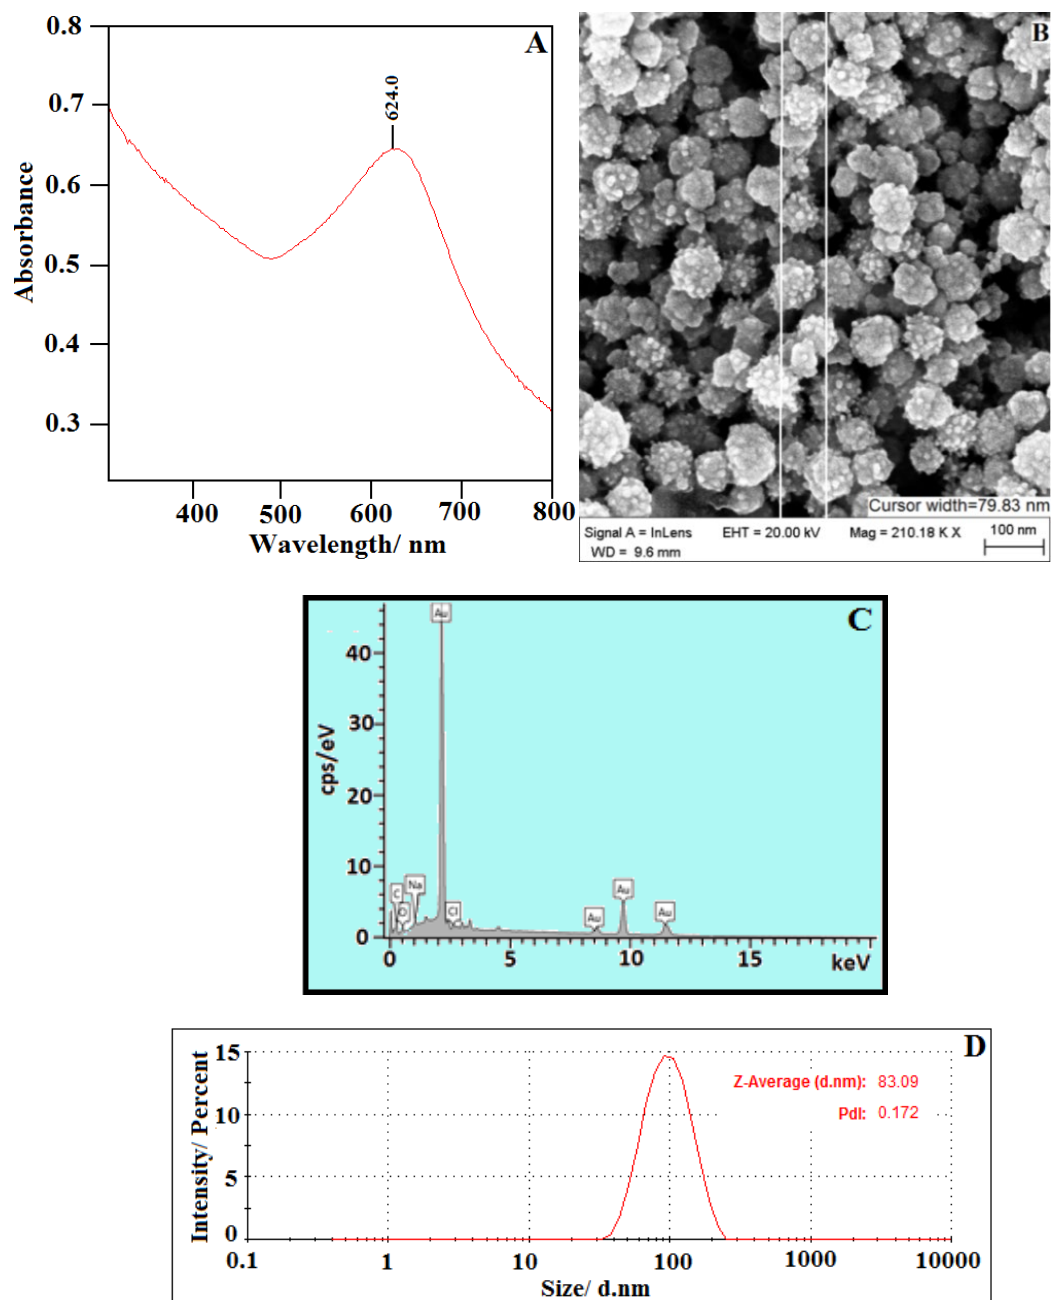 A
0.8
0.7
0.6
0.5
0.4
0.3
Absorbance
624.0
400 500 600 700 800
Wavelength/ nm
B
Cursor width=79.83 nm
Signal A = InLens EHT = 20.00 kV Mag = 210.18 K X 100 nm
WD = 9.6 mm
C
cps/eV
40
30
20
10
0
Au
C
O
Na
Cl
Au
Au
Au
0 5 10 15 keV
D
Intensity/ Percent
15
10
5
0
Z-Average (d.nm): 83.09
PdI: 0.172
0.1 1 10 100 1000 10000
Size/ d.nm